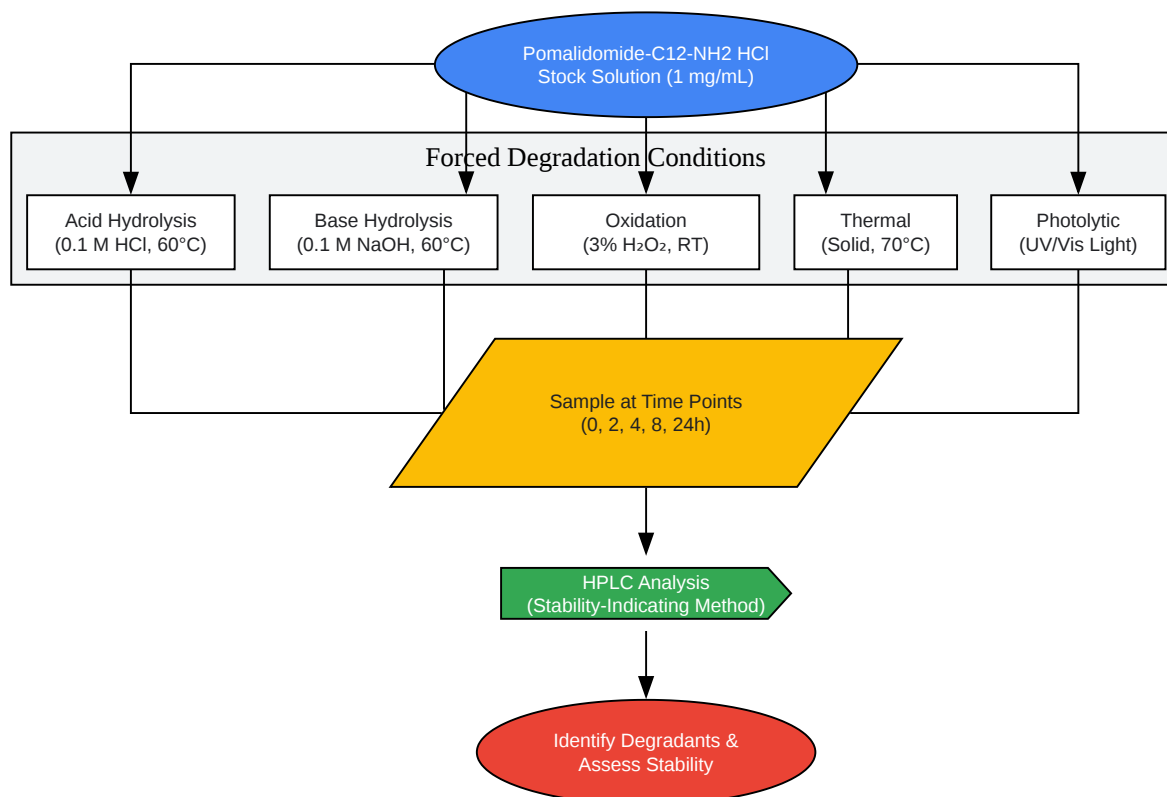 Pomalidomide-C12-NH2 HCl
Stock Solution (1 mg/mL)
Forced Degradation Conditions
Acid Hydrolysis
(0.1 M HCl, 60°C)
Base Hydrolysis
(0.1 M NaOH, 60°C)
Oxidation
(3% H₂O₂, RT)
Thermal
(Solid, 70°C)
Photolytic
(UV/Vis Light)
Sample at Time Points
(0, 2, 4, 8, 24h)
HPLC Analysis
(Stability-Indicating Method)
Identify Degradants &
Assess Stability